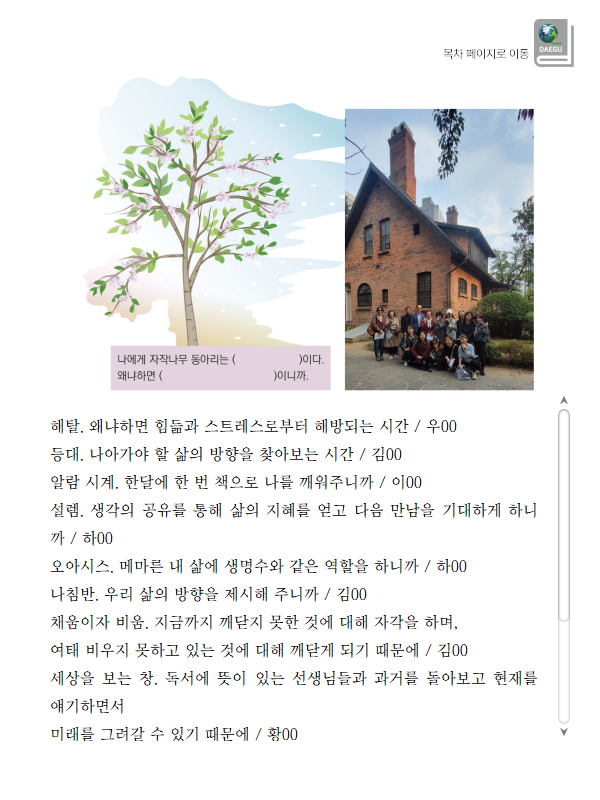 목차 페이지로 이동
DAEGU
나에게 자작나무 동아리는 ( )이다.
왜냐하면 ( )이니까.
해탈. 왜냐하면 힘듦과 스트레스로부터 해방되는 시간 / 우00
등대. 나아가야 할 삶의 방향을 찾아보는 시간 / 김00
알람 시계. 한달에 한 번 책으로 나를 깨워주니까 / 이00
설렘. 생각의 공유를 통해 삶의 지혜를 얻고 다음 만남을 기대하게 하니
까 / 하00
오아시스. 메마른 내 삶에 생명수와 같은 역할을 하니까 / 하00
나침반. 우리 삶의 방향을 제시해 주니까 / 김00
채움이자 비움. 지금까지 깨닫지 못한 것에 대해 자각을 하며,
여태 비우지 못하고 있는 것에 대해 깨닫게 되기 때문에 / 김00
세상을 보는 창. 독서에 뜻이 있는 선생님들과 과거를 돌아보고 현재를
얘기하면서
미래를 그려갈 수 있기 때문에 / 황00